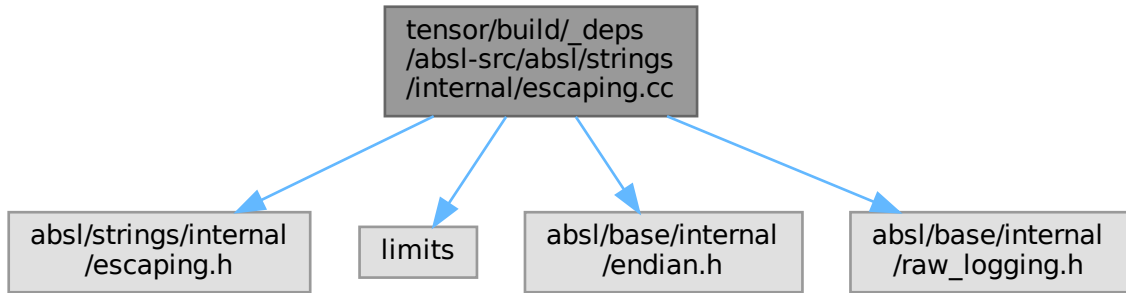 tensor/build/_deps
/absl-src/absl/strings
/internal/escaping.cc
absl/strings/internal
/escaping.h
limits
absl/base/internal
/endian.h
absl/base/internal
/raw_logging.h